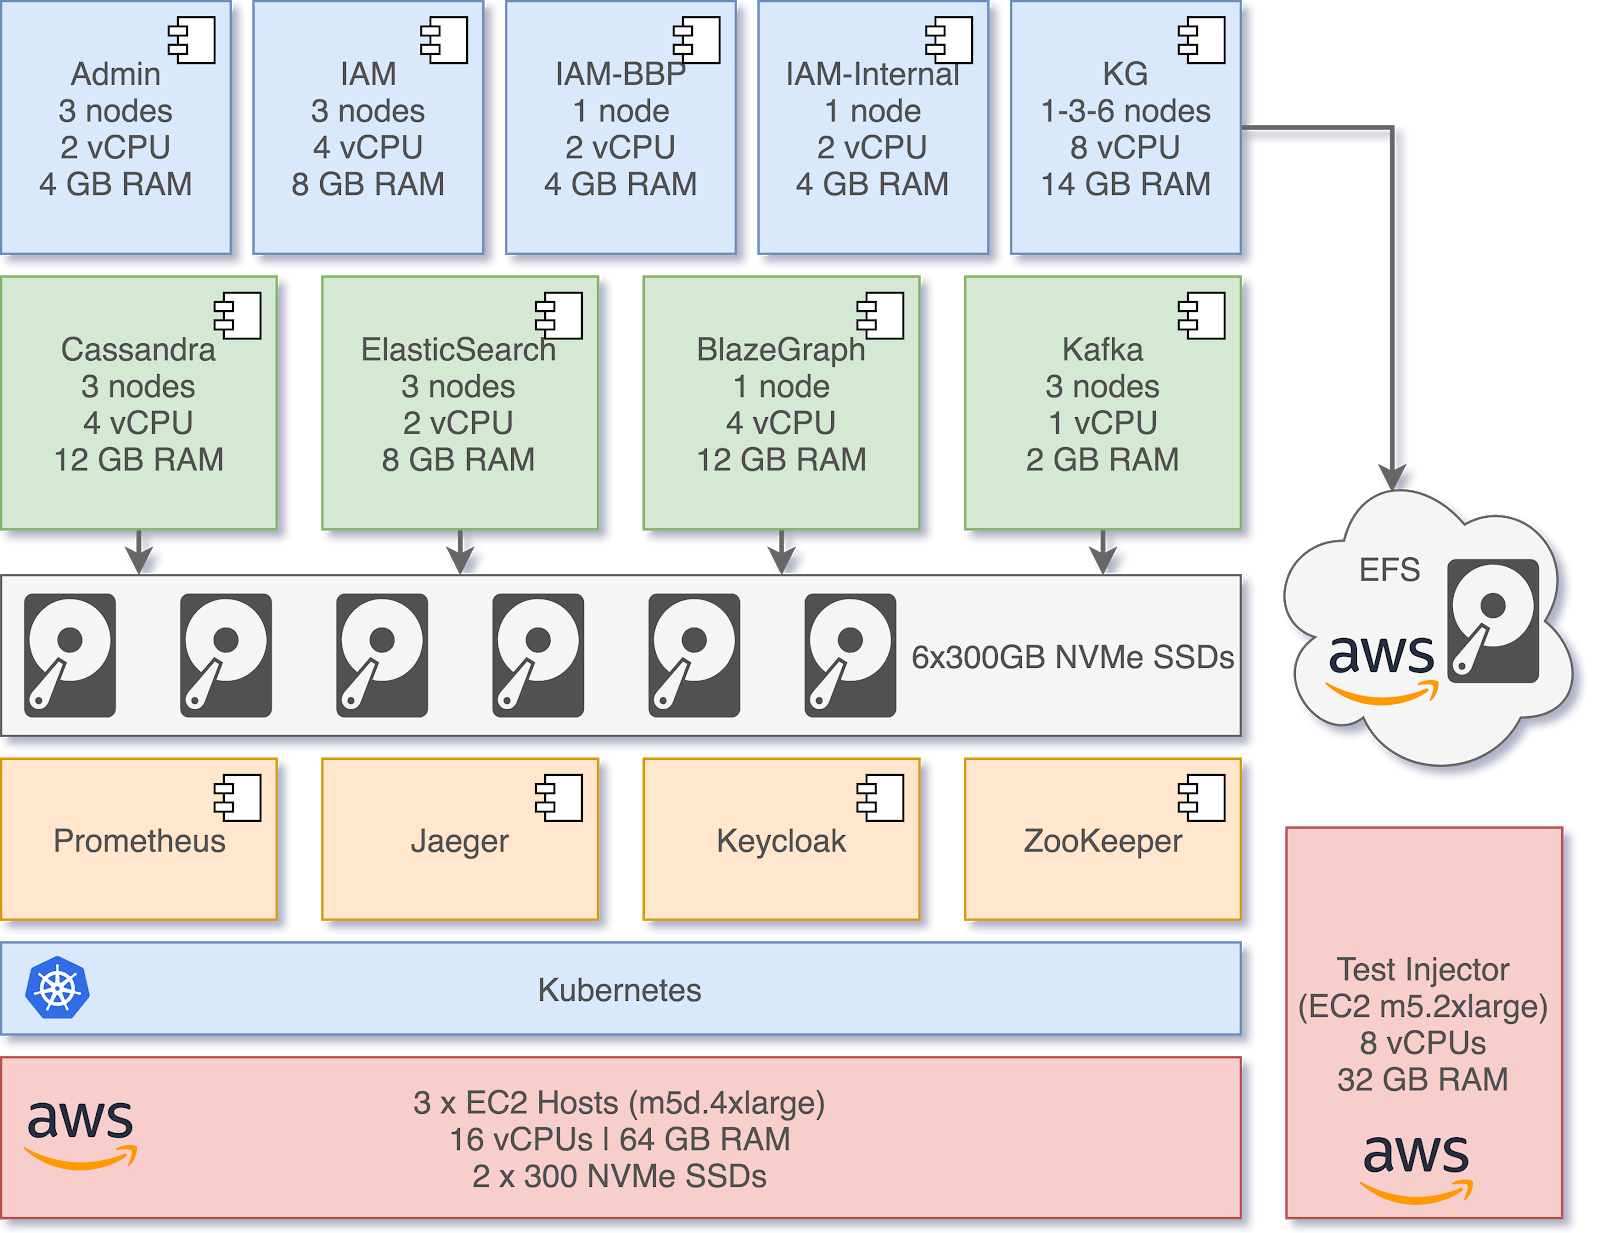 Admin
3 nodes
2 vCPU
4 GB RAM
IAM
3 nodes
4 vCPU
8 GB RAM
IAM-BBP
1 node
2 vCPU
4 GB RAM
IAM-Internal
1 node
2 vCPU
4 GB RAM
KG
1-3-6 nodes
8 vCPU
14 GB RAM
Cassandra
3 nodes
4 vCPU
12 GB RAM
ElasticSearch
3 nodes
2 vCPU
8 GB RAM
BlazeGraph
1 node
4 vCPU
12 GB RAM
Kafka
3 nodes
1 vCPU
2 GB RAM
EFS
aws
6x300GB NVMe SSDs
Prometheus
Jaeger
Keycloak
ZooKeeper
Kubernetes
aws
3 x EC2 Hosts (m5d.4xlarge)
16 vCPUs | 64 GB RAM
2 x 300 NVMe SSDs
Test Injector
(EC2 m5.2xlarge)
8 vCPUs
32 GB RAM
aws